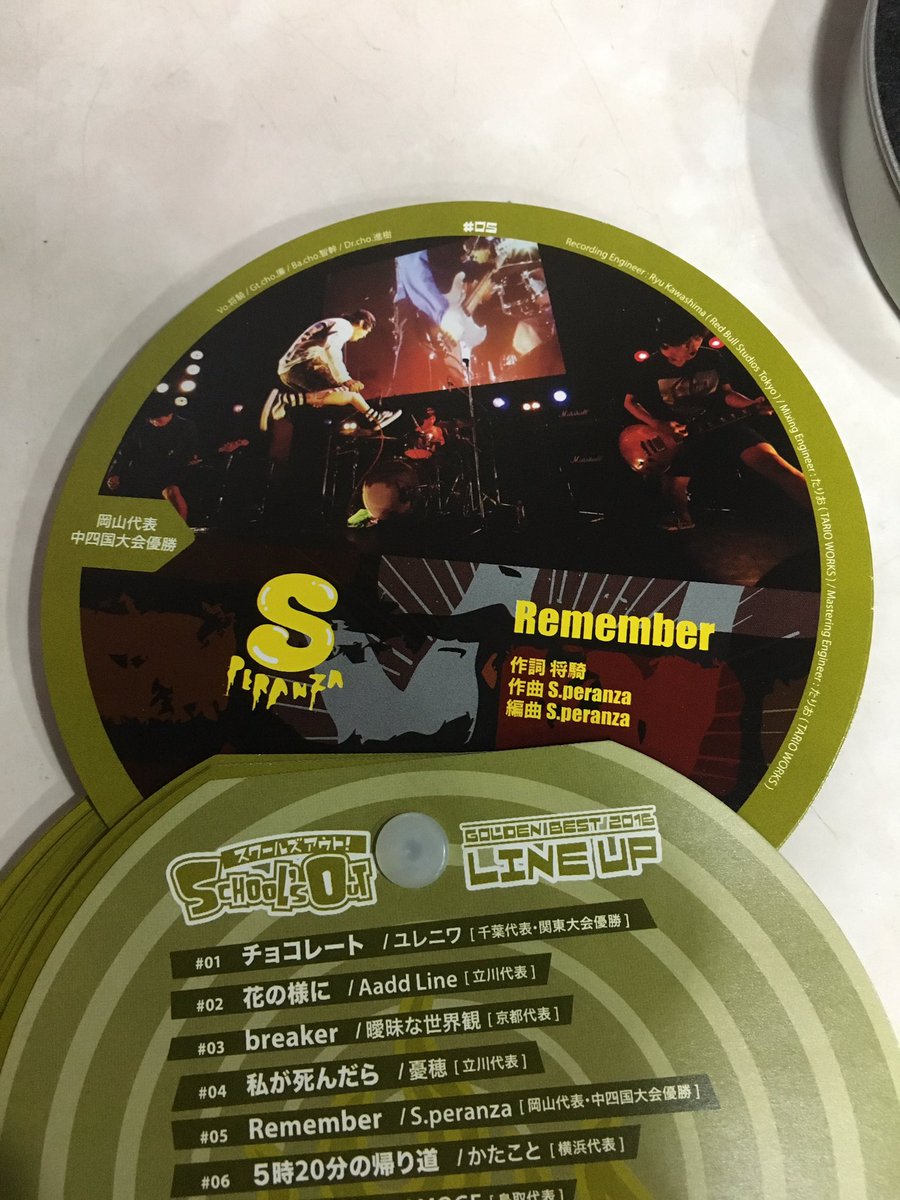 #05
Vo.将騎 / Gt.cho.廉 / Ba.cho.智幹 / Dr.cho.進樹
Recording Engineer : Ryu Kawashima ( Red Bull Studios Tokyo ) / Mixing Engineer : たりお ( TARIO WORKS ) / Mastering Engineer : たりお ( TARIO WORKS )
Marshall
Marshall
岡山代表
中四国大会優勝
S
PERANZA
Remember
作詞 将騎
作曲 S.peranza
編曲 S.peranza
スクールズアウト!
SCHOOL'S OUT
GOLDEN/BEST/2016
LINE UP
#01 チョコレート / ユレニワ [ 千葉代表・関東大会優勝 ]
#02 花の様に / Aadd Line [ 立川代表 ]
#03 breaker / 曖昧な世界観 [ 京都代表 ]
#04 私が死んだら / 憂穂 [ 立川代表 ]
#05 Remember / S.peranza [ 岡山代表・中四国大会優勝 ]
#06 5時20分の帰り道 / かたこと [ 横浜代表 ]
[ 鳥取代表 ]